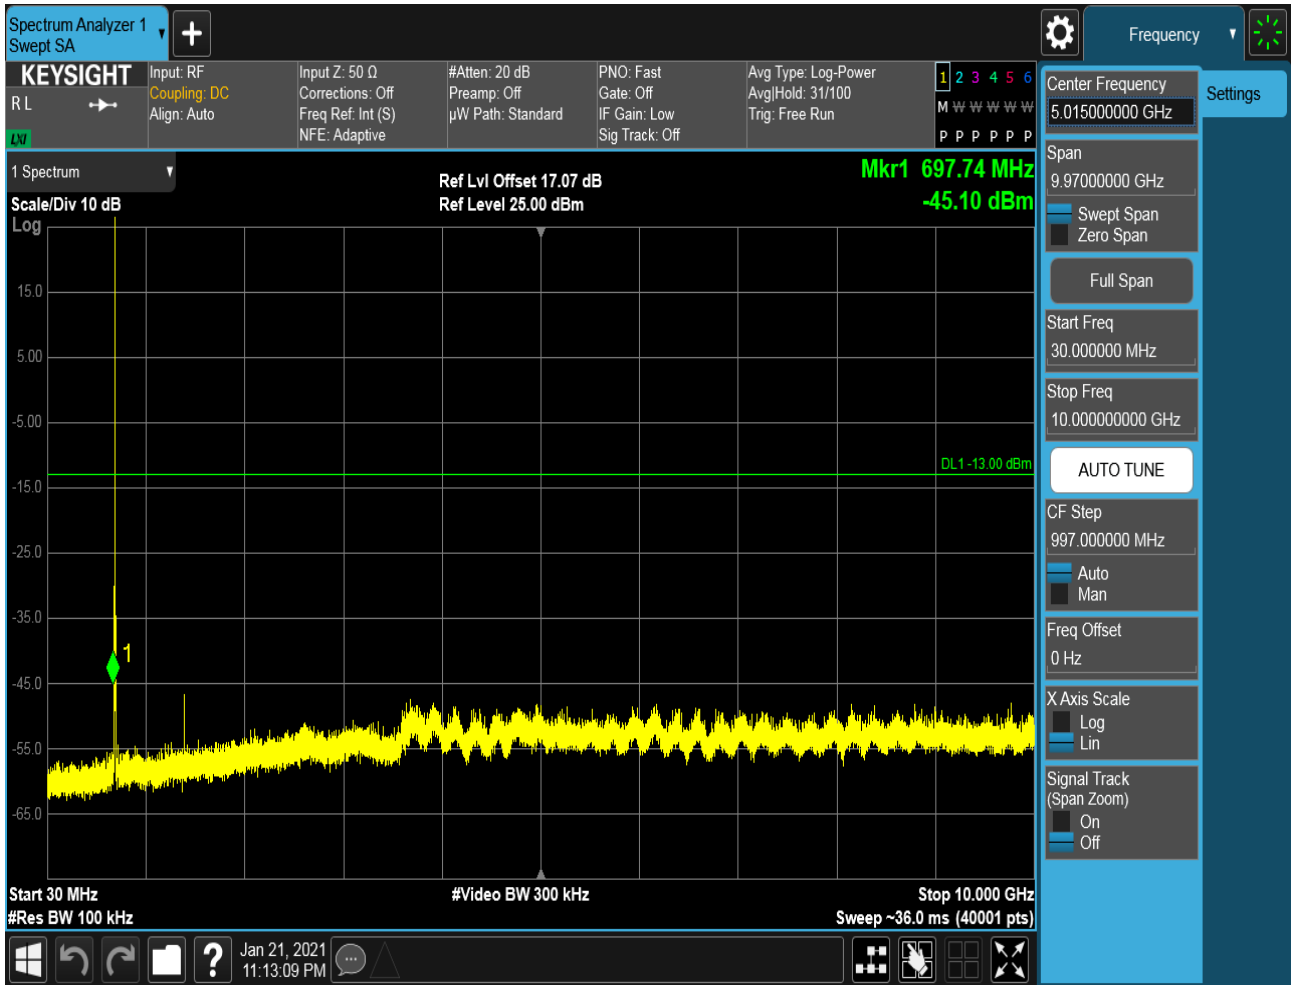 Spectrum Analyzer 1
Swept SA
Frequency
KEYSIGHT
R L
LXI
Input: RF
Coupling: DC
Align: Auto
Input Z: 50 Ω
Corrections: Off
Freq Ref: Int (S)
NFE: Adaptive
#Atten: 20 dB
Preamp: Off
µW Path: Standard
PNO: Fast
Gate: Off
IF Gain: Low
Sig Track: Off
Avg Type: Log-Power
Avg|Hold: 31/100
Trig: Free Run
1 2 3 4 5 6
M W W W W W
P P P P P P
1 Spectrum
Scale/Div 10 dB
Log
Ref Lvl Offset 17.07 dB
Ref Level 25.00 dBm
Mkr1 697.74 MHz
-45.10 dBm
15.0
5.00
-5.00
-15.0
-25.0
-35.0
-45.0
-55.0
-65.0
DL1 -13.00 dBm
1
Start 30 MHz
#Res BW 100 kHz
#Video BW 300 kHz
Stop 10.000 GHz
Sweep ~36.0 ms (40001 pts)
Center Frequency
5.015000000 GHz
Settings
Span
9.97000000 GHz
Swept Span
Zero Span
Full Span
Start Freq
30.000000 MHz
Stop Freq
10.000000000 GHz
AUTO TUNE
CF Step
997.000000 MHz
Auto
Man
Freq Offset
0 Hz
X Axis Scale
Log
Lin
Signal Track
(Span Zoom)
On
Off
?
Jan 21, 2021
11:13:09 PM